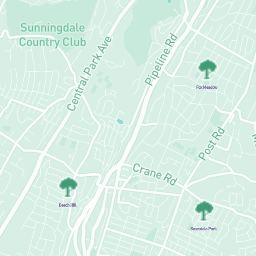 Sunningdale
Country Club
Central Park Ave
Pipeline Rd
Fox Meadow
Post Rd
Crane Rd
Beech Hill